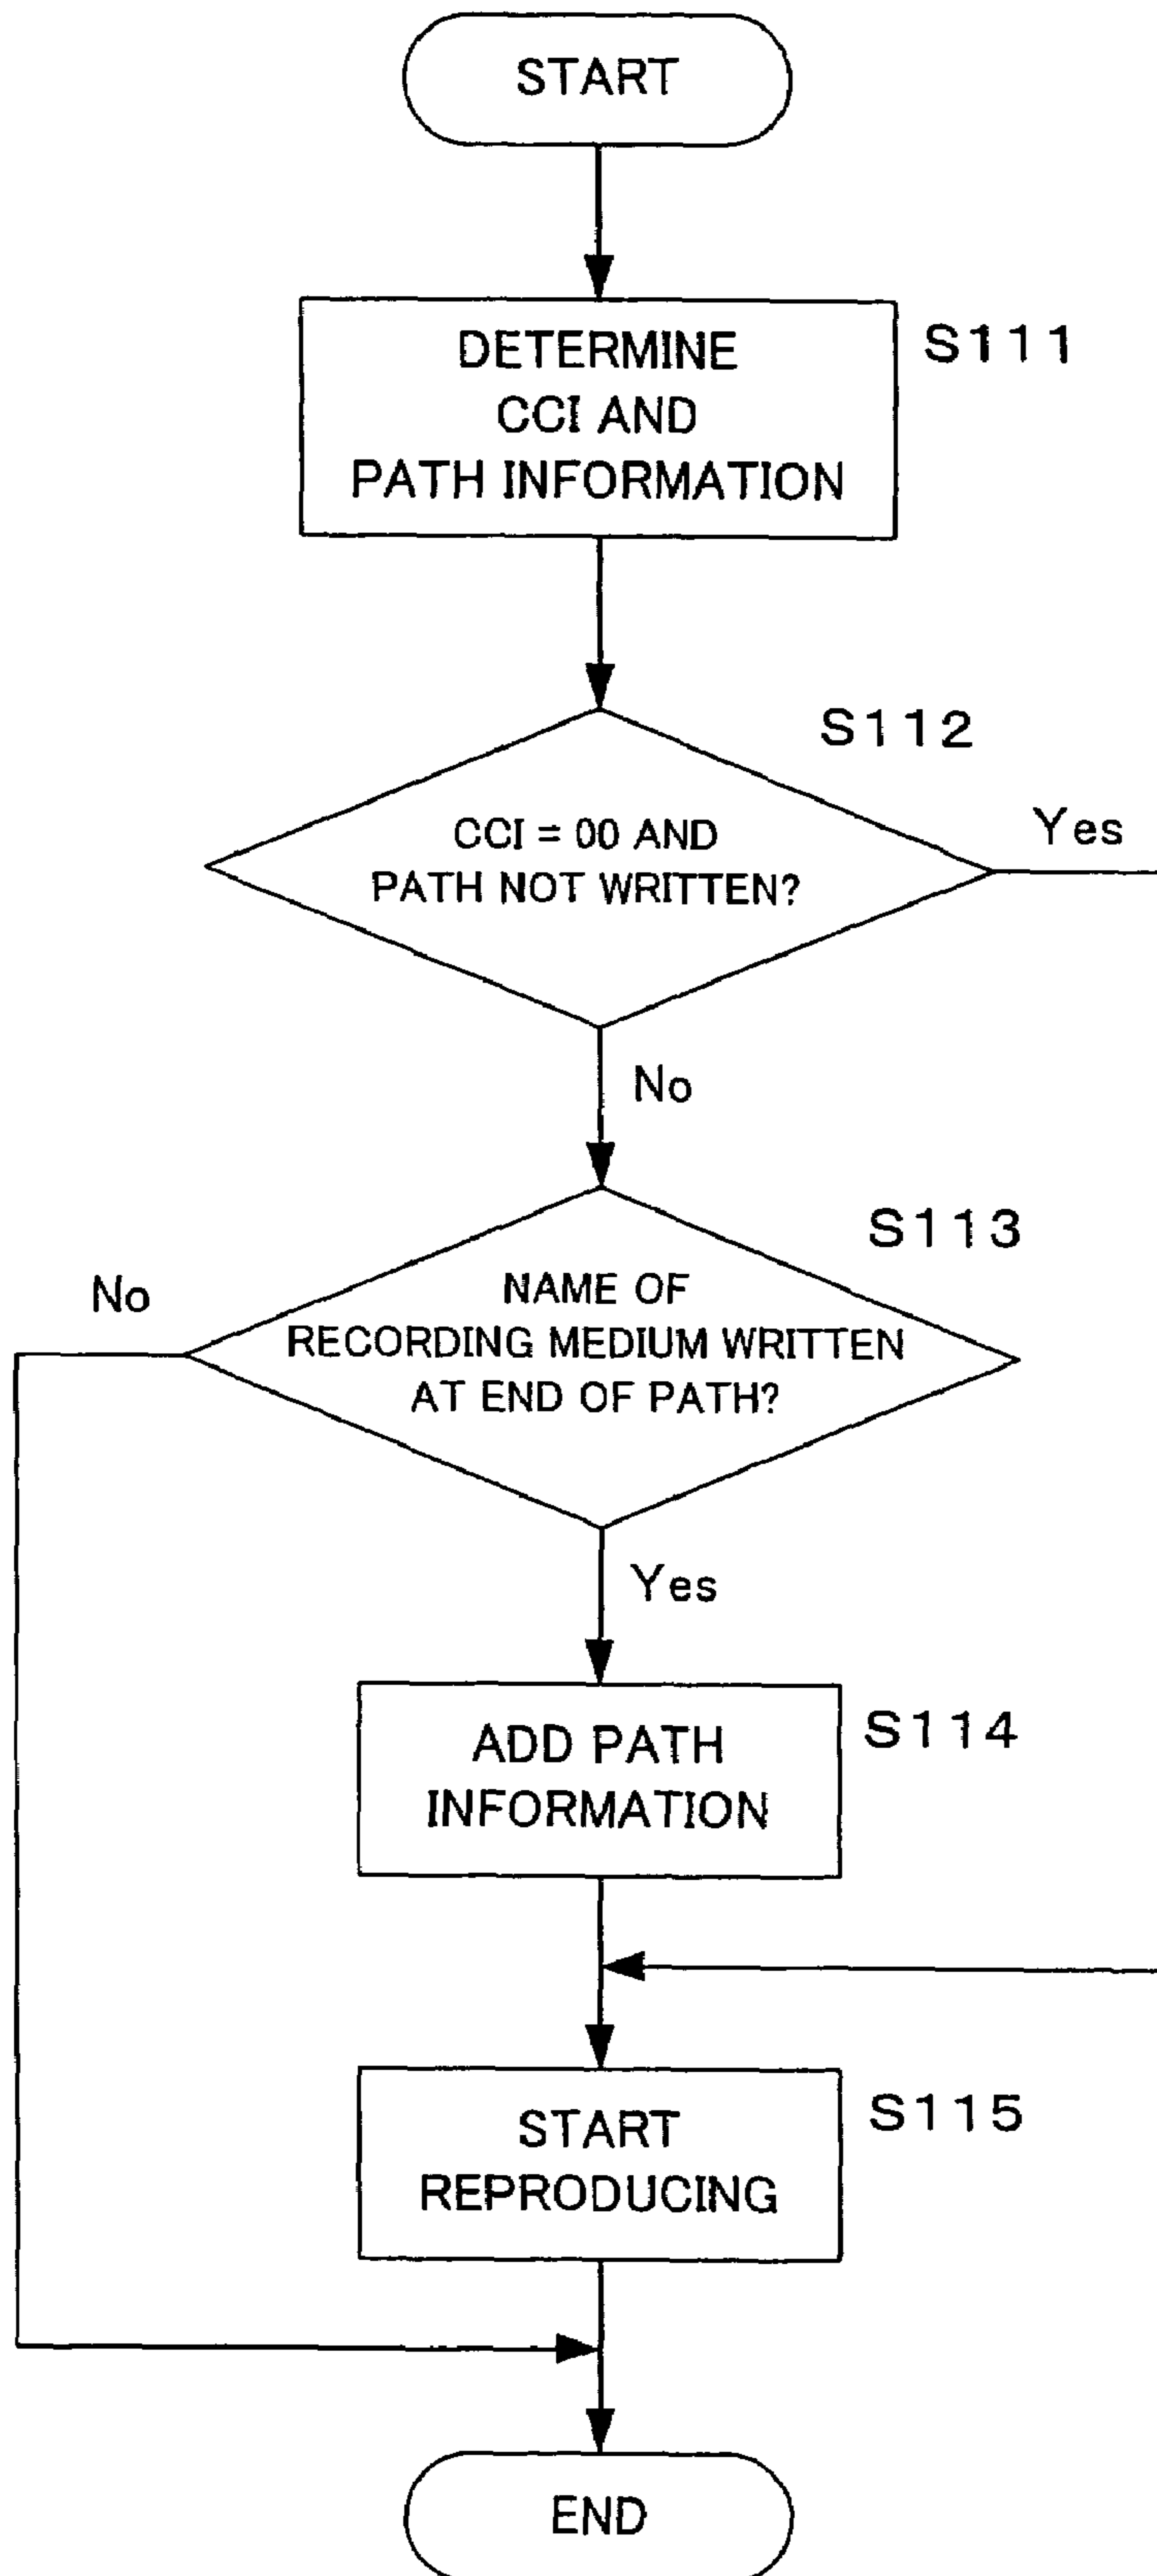 START
DETERMINE
CCI AND
PATH INFORMATION
S111
S112
CCI = 00 AND
PATH NOT WRITTEN?
Yes
No
S113
NAME OF
RECORDING MEDIUM WRITTEN
AT END OF PATH?
No
Yes
ADD PATH
INFORMATION
S114
START
REPRODUCING
S115
END